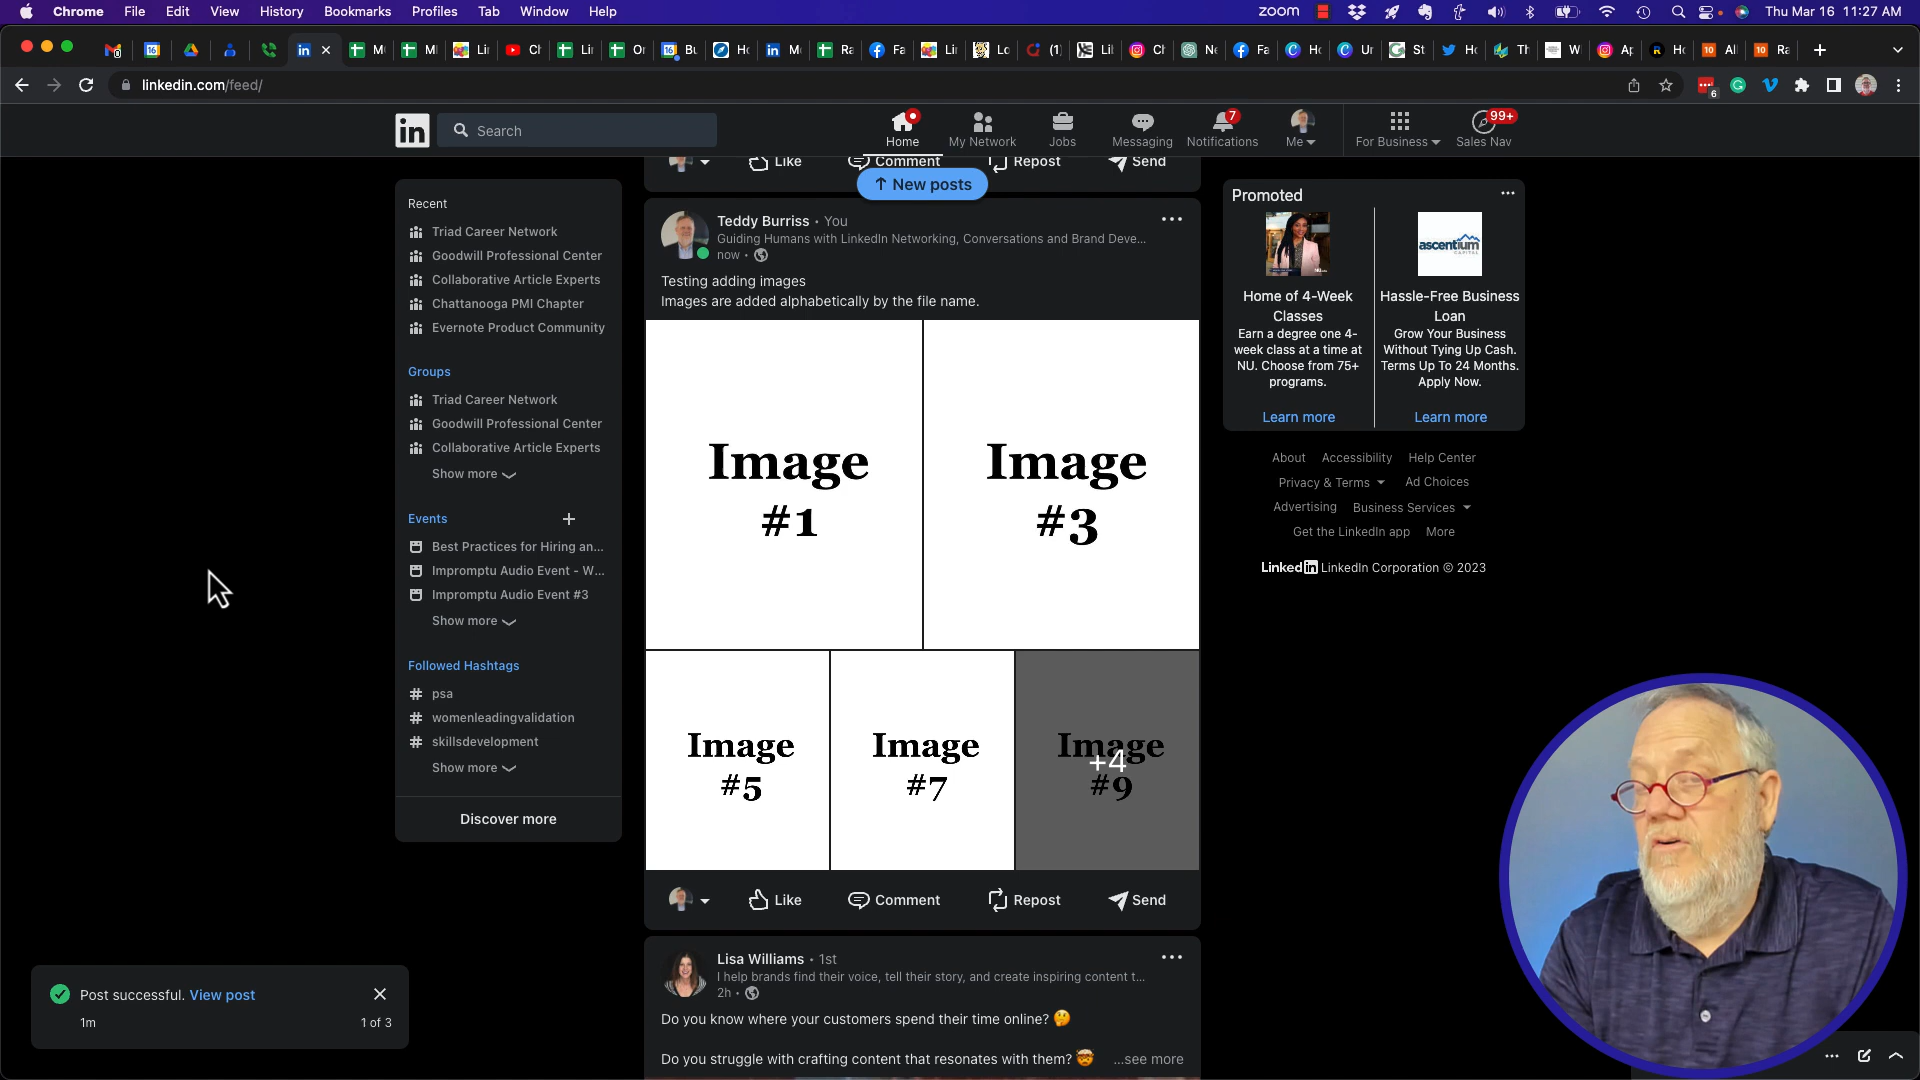 Chrome File Edit View History Bookmarks Profiles Tab Window Help zoom Thu Mar 16 11:27 AM
linkedin.com/feed/
6
in Search
Home My Network Jobs Messaging Notifications Me For Business Sales Nav
7 99+
Like Comment Repost Send
↑ New posts
Recent
Triad Career Network
Goodwill Professional Center
Collaborative Article Experts
Chattanooga PMI Chapter
Evernote Product Community
Groups
Triad Career Network
Goodwill Professional Center
Collaborative Article Experts
Show more
Events +
Best Practices for Hiring an...
Impromptu Audio Event - W...
Impromptu Audio Event #3
Show more
Followed Hashtags
# psa
# womenleadingvalidation
# skillsdevelopment
Show more
Discover more
Teddy Burriss • You
Guiding Humans with LinkedIn Networking, Conversations and Brand Deve...
now •
Testing adding images
Images are added alphabetically by the file name.
Image
#1
Image
#3
Image
#5
Image
#7
Image
#9
+4
Like Comment Repost Send
Lisa Williams • 1st
I help brands find their voice, tell their story, and create inspiring content t...
2h •
Do you know where your customers spend their time online? 🤔
Do you struggle with crafting content that resonates with them? 🤯 ...see more
Promoted
ascentium
CAPITAL
Home of 4-Week
Classes
Earn a degree one 4-
week class at a time at
NU. Choose from 75+
programs.
Learn more
Hassle-Free Business
Loan
Grow Your Business
Without Tying Up Cash.
Terms Up To 24 Months.
Apply Now.
Learn more
About Accessibility Help Center
Privacy & Terms Ad Choices
Advertising Business Services
Get the LinkedIn app More
LinkedIn LinkedIn Corporation © 2023
Post successful. View post
1m 1 of 3